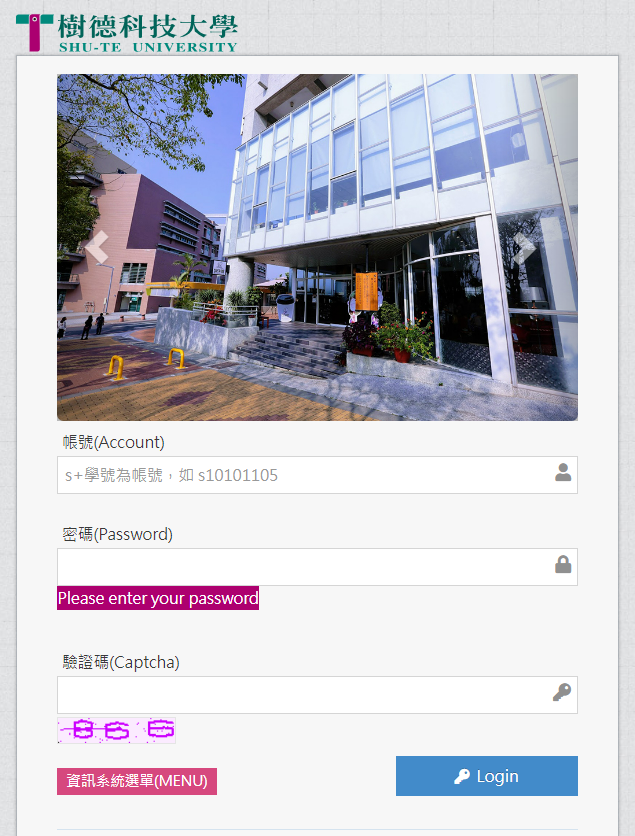 樹德科技大學
SHU-TE UNIVERSITY
帳號(Account)
s+學號為帳號，如 s10101105
密碼(Password)
Please enter your password
驗證碼(Captcha)
資訊系統選單(MENU)
Login